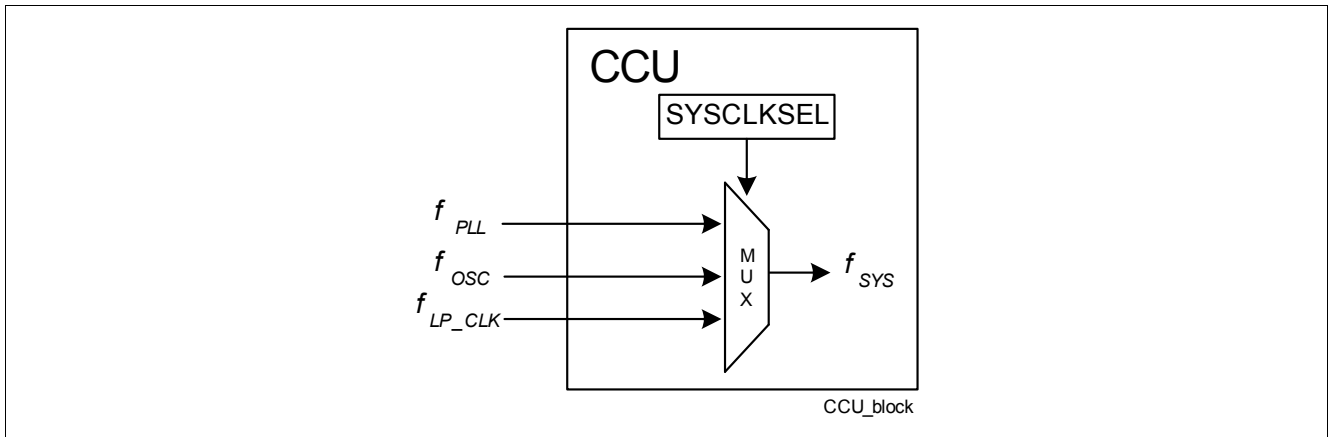 CCU
SYSCLKSEL
f PLL
f OSC
f LP_CLK
M
U
X
f SYS
CCU_block